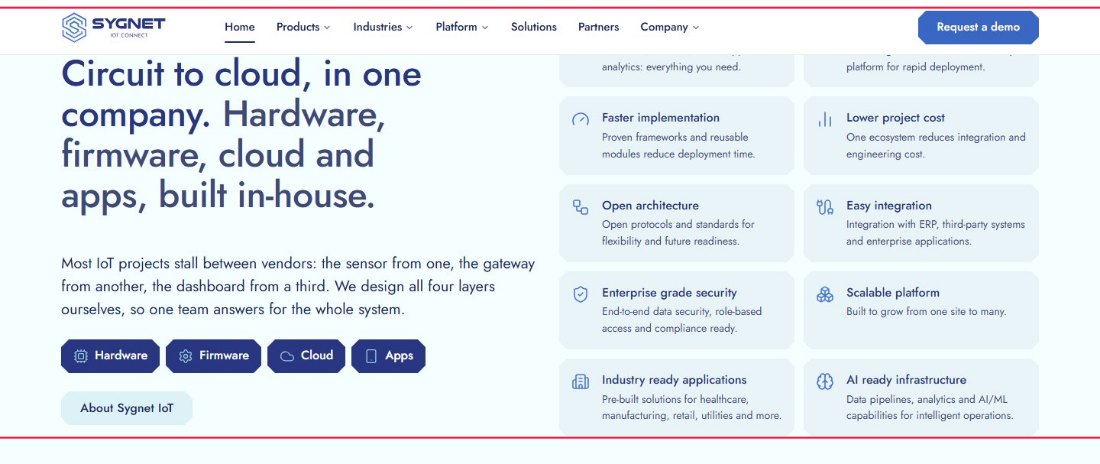 SYGNET
IOT CONNECT
Home
Products
Industries
Platform
Solutions
Partners
Company
Request a demo
Circuit to cloud, in one
company. Hardware,
firmware, cloud and
apps, built in-house.
Most IoT projects stall between vendors: the sensor from one, the gateway
from another, the dashboard from a third. We design all four layers
ourselves, so one team answers for the whole system.
Hardware
Firmware
Cloud
Apps
About Sygnet IoT
analytics: everything you need.
platform for rapid deployment.
Faster implementation
Proven frameworks and reusable
modules reduce deployment time.
Lower project cost
One ecosystem reduces integration and
engineering cost.
Open architecture
Open protocols and standards for
flexibility and future readiness.
Easy integration
Integration with ERP, third-party systems
and enterprise applications.
Enterprise grade security
End-to-end data security, role-based
access and compliance ready.
Scalable platform
Built to grow from one site to many.
Industry ready applications
Pre-built solutions for healthcare,
manufacturing, retail, utilities and more.
AI ready infrastructure
Data pipelines, analytics and AI/ML
capabilities for intelligent operations.